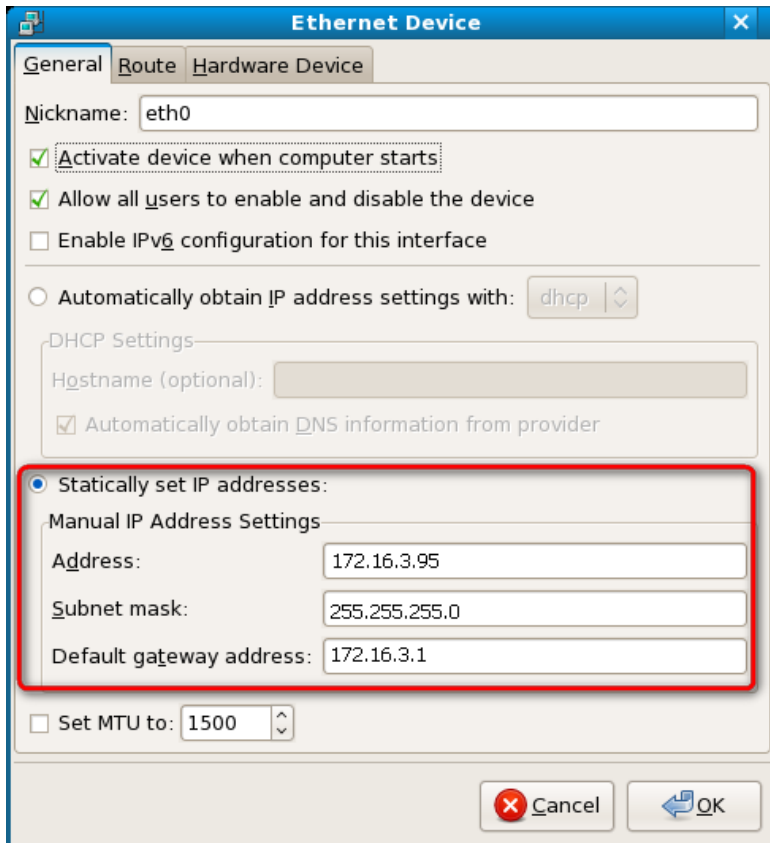 Ethernet Device
General Route Hardware Device
Nickname: eth0
Activate device when computer starts
Allow all users to enable and disable the device
Enable IPv6 configuration for this interface
Automatically obtain IP address settings with: dhcp
DHCP Settings
Hostname (optional):
Automatically obtain DNS information from provider
Statically set IP addresses:
Manual IP Address Settings
Address: 172.16.3.95
Subnet mask: 255.255.255.0
Default gateway address: 172.16.3.1
Set MTU to: 1500
Cancel OK